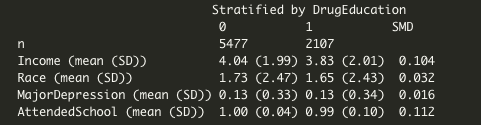 Stratified by DrugEducation
0 1 SMD
n 5477 2107
Income (mean (SD)) 4.04 (1.99) 3.83 (2.01) 0.104
Race (mean (SD)) 1.73 (2.47) 1.65 (2.43) 0.032
MajorDepression (mean (SD)) 0.13 (0.33) 0.13 (0.34) 0.016
AttendedSchool (mean (SD)) 1.00 (0.04) 0.99 (0.10) 0.112